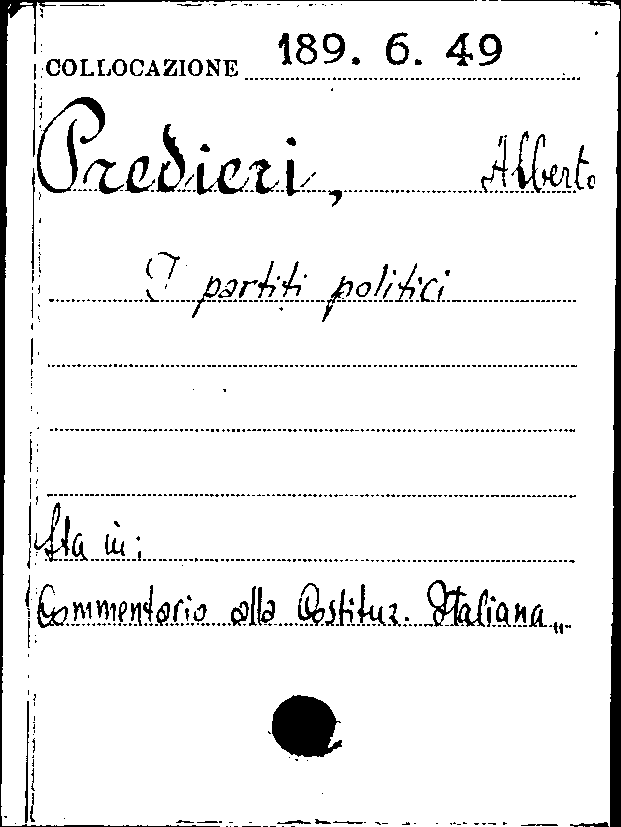 COLLOCAZIONE 189. 6. 49
Predieri, Alberto
I partiti politici
Sta in:
Commentario alla Costituz. Italiana„